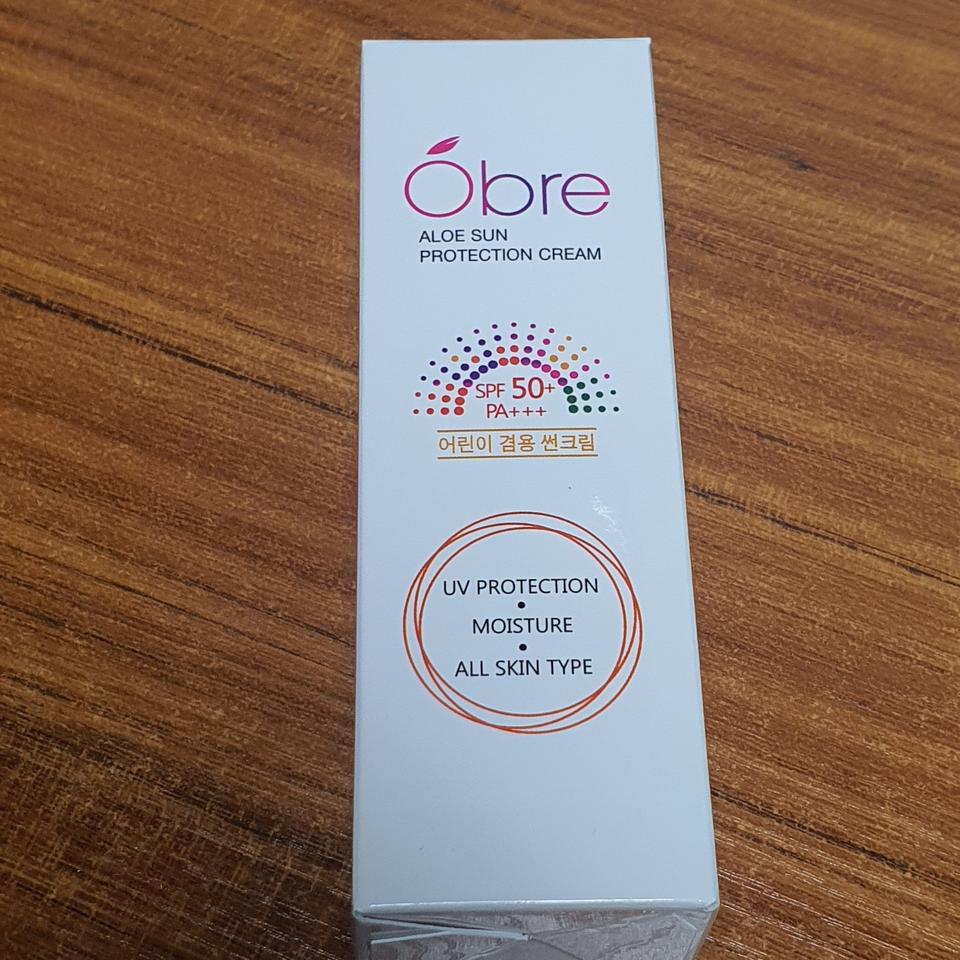 Obre
ALOE SUN
PROTECTION CREAM
SPF 50+
PA+++
어린이 겸용 썬크림
UV PROTECTION
•
MOISTURE
•
ALL SKIN TYPE